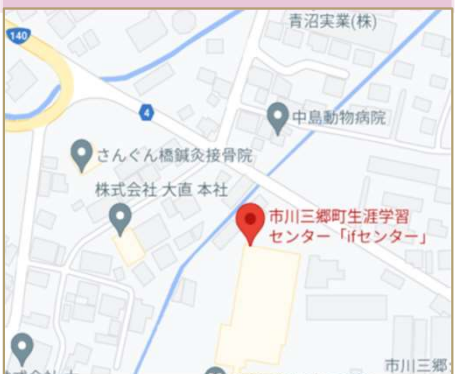 青沼実業(株)
140
4
中島動物病院
さんぐん橋鍼灸接骨院
株式会社 大直 本社
市川三郷町生涯学習
センター「ifセンター」
市川三郷